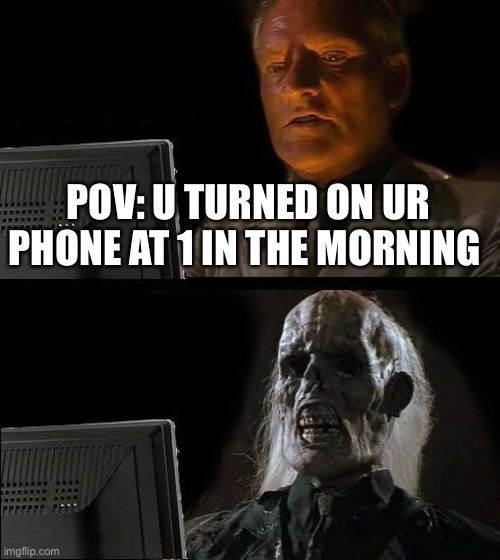 POV: U TURNED ON UR
PHONE AT 1 IN THE MORNING
imgflip.com